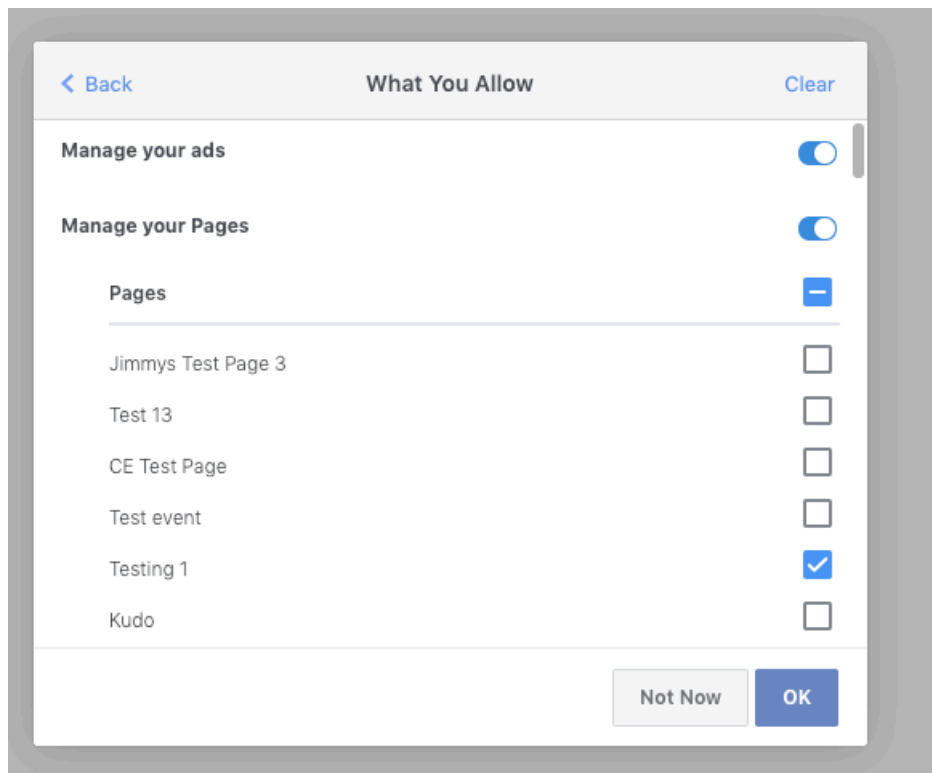 Back
What You Allow
Clear
Manage your ads
Manage your Pages
Pages
Jimmys Test Page 3
Test 13
CE Test Page
Test event
Testing 1
Kudo
Not Now
OK